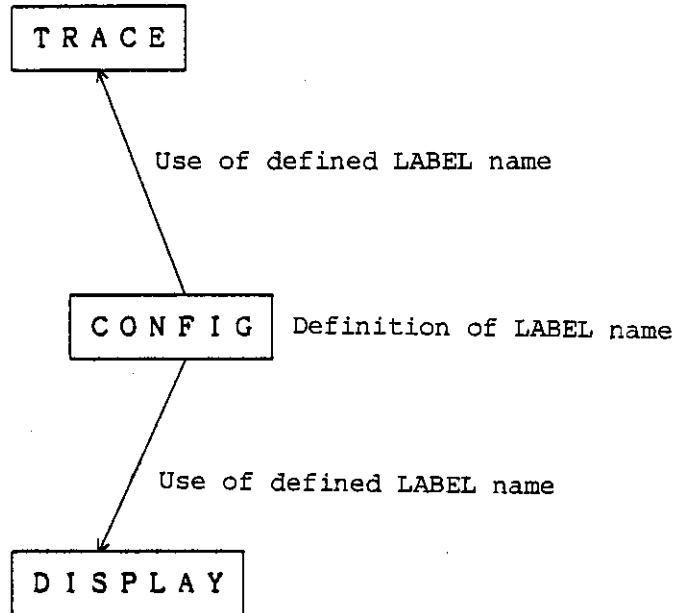 TRACE
Use of defined LABEL name
CONFIG Definition of LABEL name
Use of defined LABEL name
DISPLAY